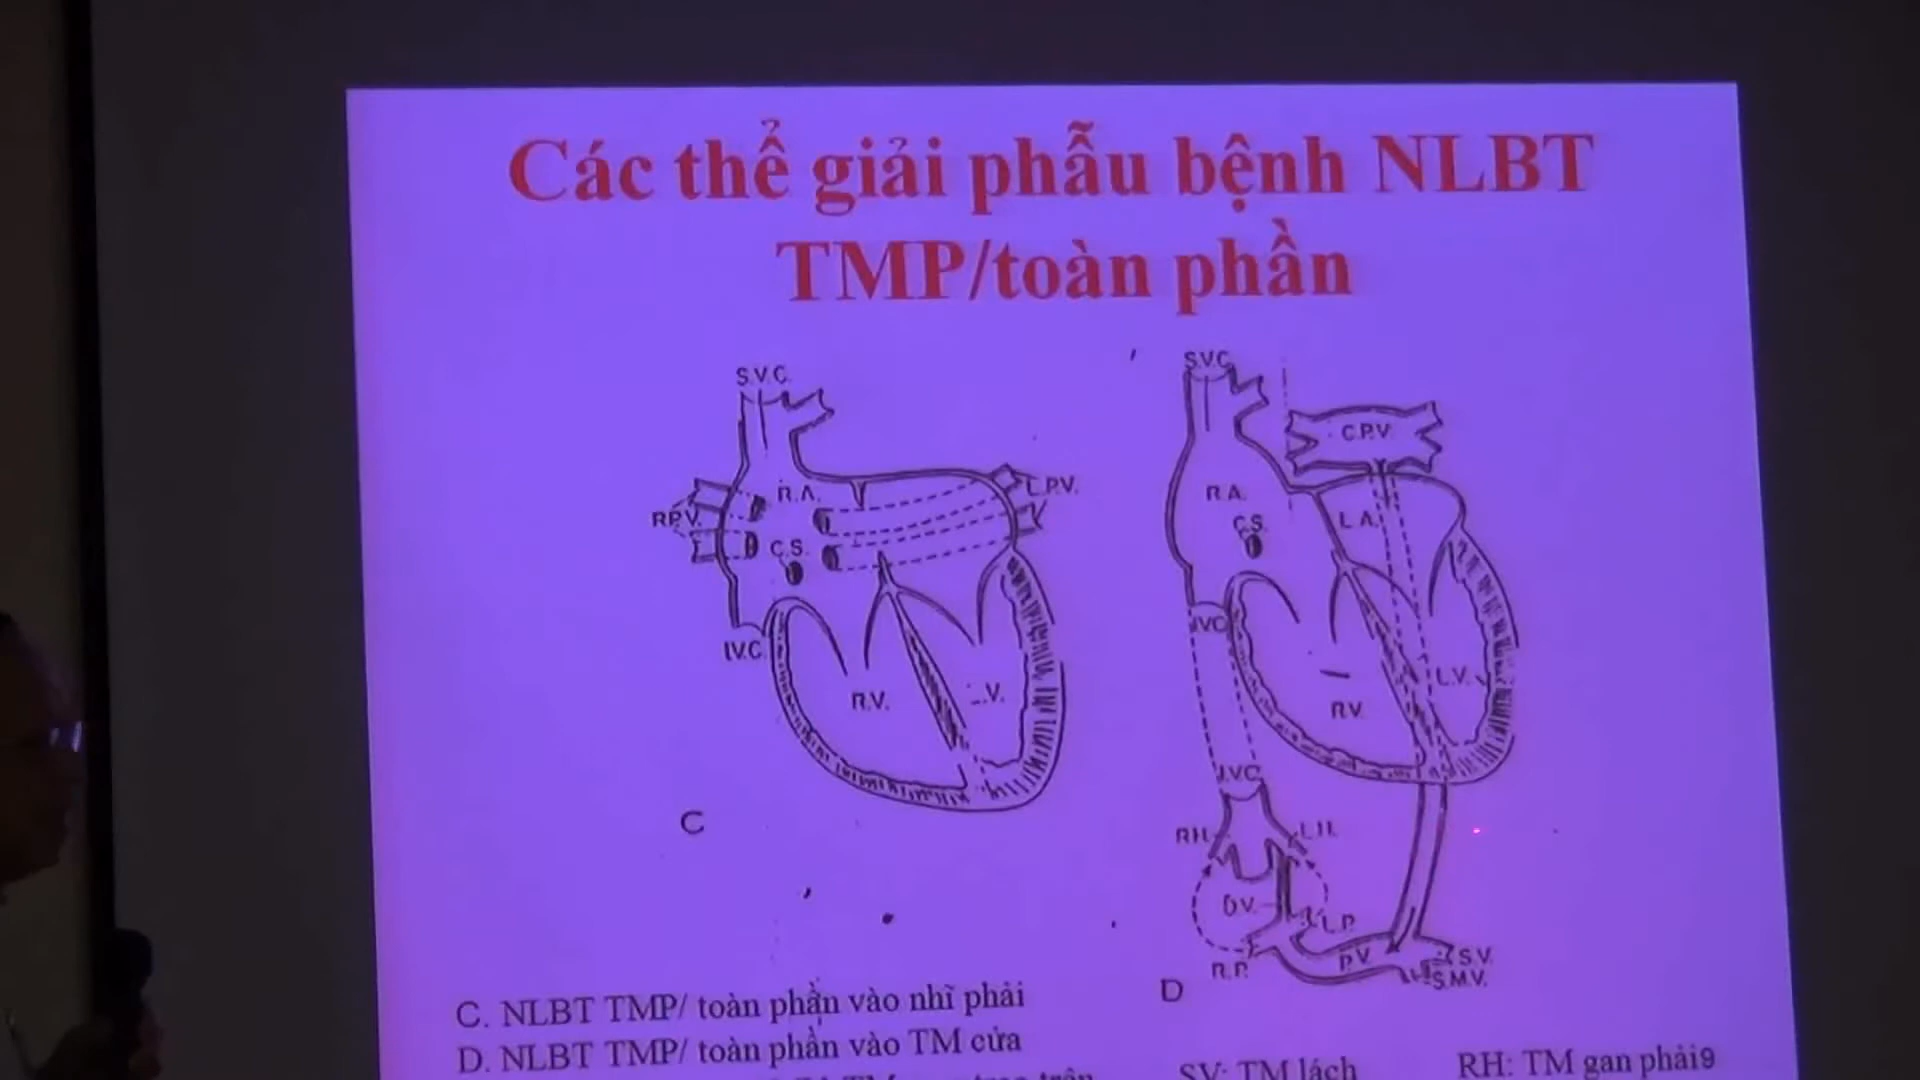 Các thể giải phẫu bệnh NLBT
TMP/toàn phần
S.V.C.
R.A.
L.P.V.
R.P.V.
C.S.
I.V.C.
R.V.
C
S.V.C.
C.P.V.
R.A.
L.A.
C.S.
IVC
L.V.
R.V.
I.V.C.
R.H.
L.H.
D.V.
L.P.
R.P.
P.V.
S.V.
S.M.V.
D
C. NLBT TMP/ toàn phần vào nhĩ phải
D. NLBT TMP/ toàn phần vào TM cửa
SV: TM lách
RH: TM gan phải9